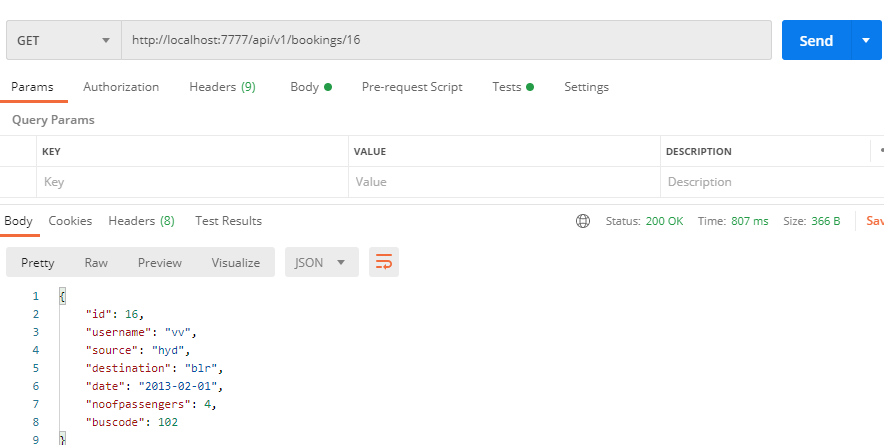 GET http://localhost:7777/api/v1/bookings/16 Send
Params Authorization Headers (9) Body Pre-request Script Tests Settings
Query Params
KEY VALUE DESCRIPTION
Key Value Description
Body Cookies Headers (8) Test Results Status: 200 OK Time: 807 ms Size: 366 B Sav
Pretty Raw Preview Visualize JSON
1 {
2 "id": 16,
3 "username": "vv",
4 "source": "hyd",
5 "destination": "blr",
6 "date": "2013-02-01",
7 "noofpassengers": 4,
8 "buscode": 102
9 }